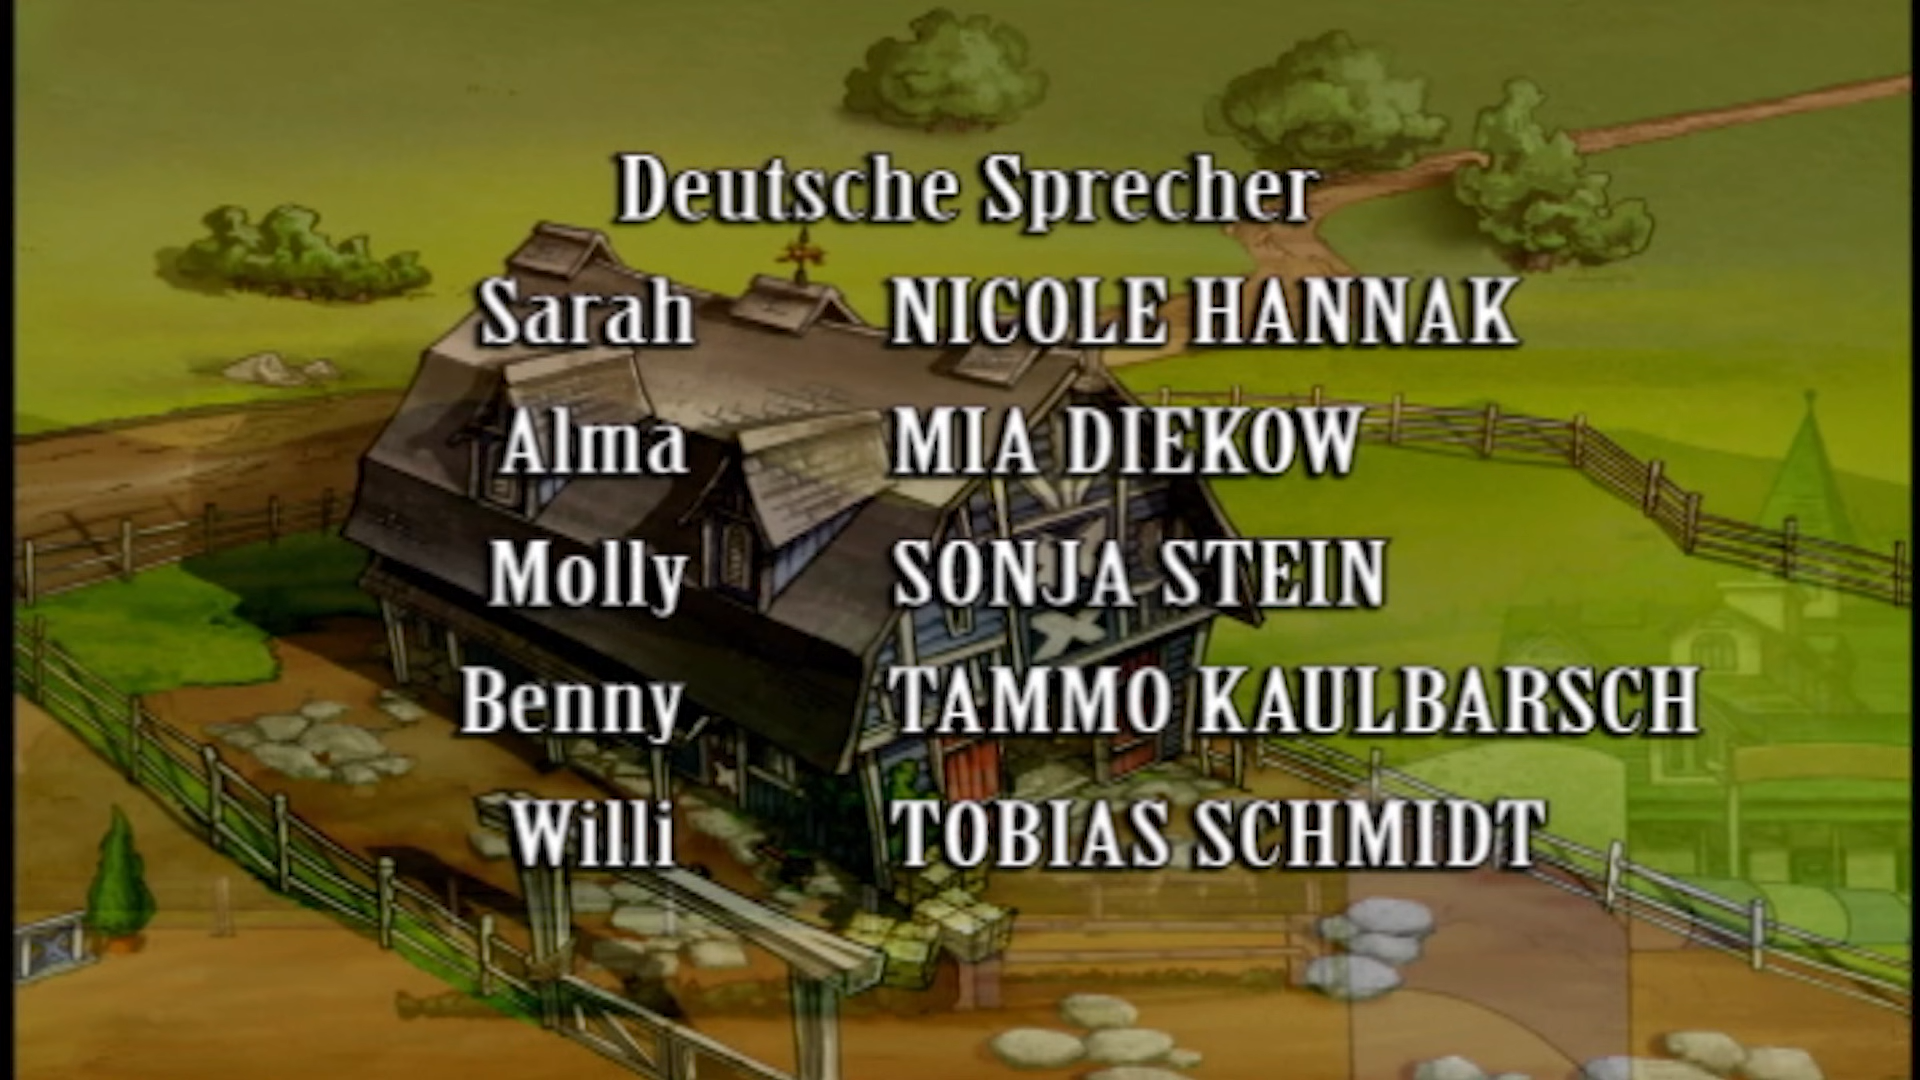 Deutsche Sprecher
Sarah NICOLE HANNAK
Alma MIA DIEKOW
Molly SONJA STEIN
Benny TAMMO KAULBARSCH
Willi TOBIAS SCHMIDT